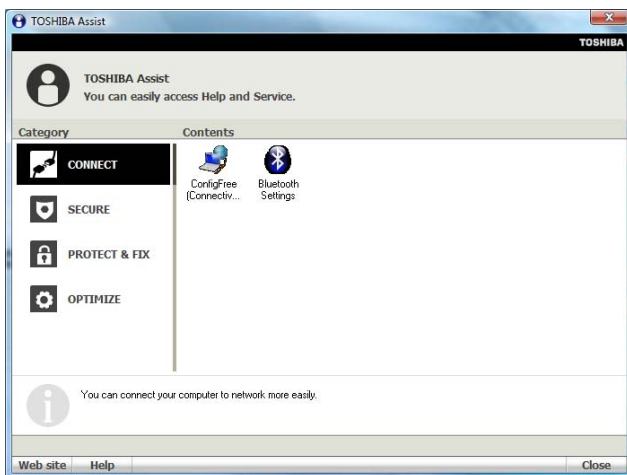 TOSHIBA Assist
TOSHIBA
TOSHIBA Assist
You can easily access Help and Service.
Category
Contents
CONNECT
SECURE
PROTECT & FIX
OPTIMIZE
ConfigFree
(Connectiv...
Bluetooth
Settings
You can connect your computer to network more easily.
Web site Help Close